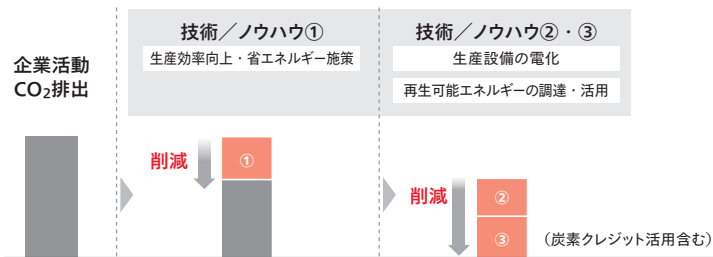 企業活動
CO₂排出
技術／ノウハウ①
生産効率向上・省エネルギー施策
技術／ノウハウ②・③
生産設備の電化
再生可能エネルギーの調達・活用
削減
①
削減
②
③
（炭素クレジット活用含む）